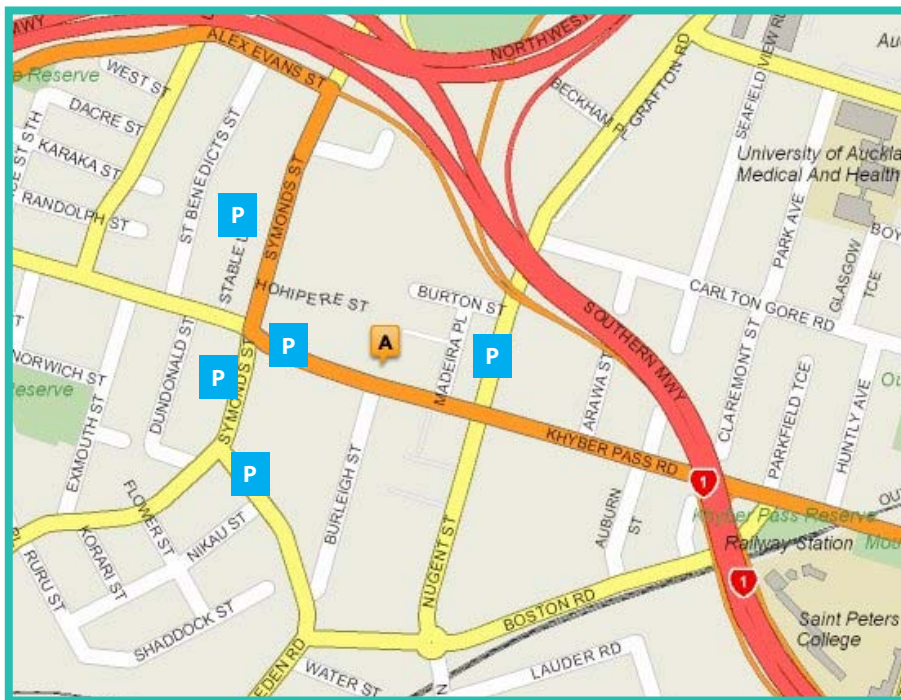 MWY
ALEX EVANS ST
NORTHWEST
GRAFTON RD
SEAFIELD VIEW RD
Reserve
WEST ST
DACRE ST
KARAKA ST
RANDOLPH ST
ST BENEDICTS ST
SYMONDS ST
BECKHAM PL
University of Auckla
Medical And Health
PARK AVE
GLASGOW
TCE
BOY
P
STABLE L
HOHIPERE ST
BURTON ST
CARLTON GORE RD
SOUTHERN MWY
P
A
P
MADEIRA PL
NORWICH ST
Reserve
EXMOUTH ST
DUNDONALD ST
P
SYMONDS ST
ARAWA ST
CLAREMONT ST
PARKFIELD TCE
HUNTLY AVE
KHYBER PASS RD
P
BURLEIGH ST
NUGENT ST
AUBURN
ST
1
Khyber Pass Reserve
Railway Station
FLOWER ST
NIKAU ST
KORARI ST
RURU ST
SHADDOCK ST
BOSTON RD
1
Saint Peters
College
EDEN RD
WATER ST
LAUDER RD